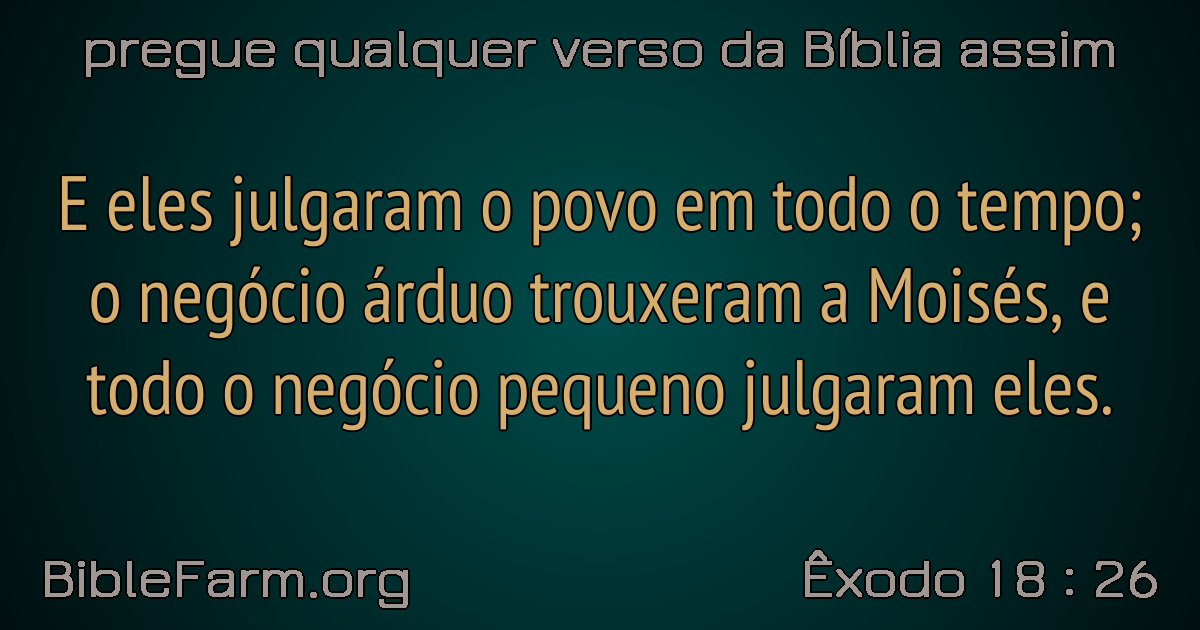 pregue qualquer verso da Bíblia assim
E eles julgaram o povo em todo o tempo;
o negócio árduo trouxeram a Moisés, e
todo o negócio pequeno julgaram eles.
BibleFarm.org
Êxodo 18 : 26